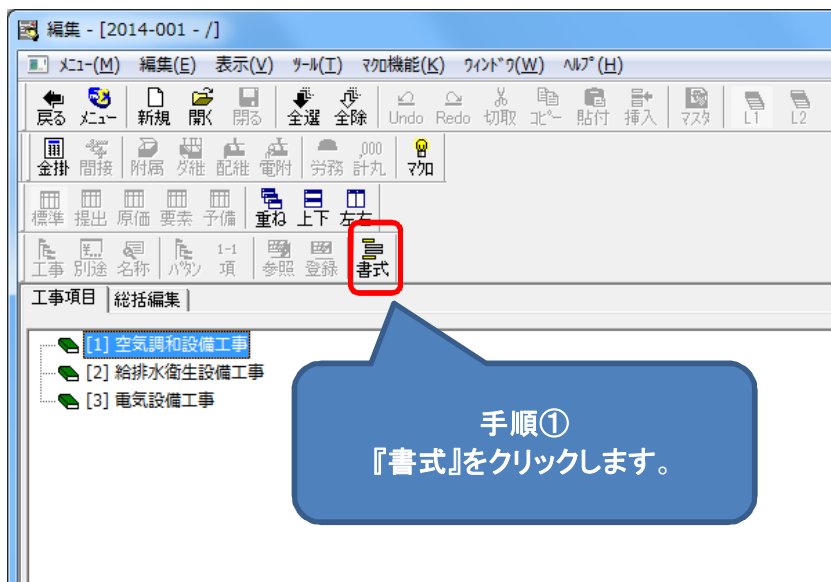 編集 - [2014-001 - /]
ﾒﾆｭｰ(M) 編集(E) 表示(V) ﾂｰﾙ(T) ﾏｸﾛ機能(K) ｳｨﾝﾄﾞｳ(W) ﾍﾙﾌﾟ(H)
戻る ﾒﾆｭｰ 新規 開く 閉る 全選 全除 Undo Redo 切取 ｺﾋﾟｰ 貼付 挿入 ﾏｽﾀ L1 L2
金掛 間接 附属 ﾀﾞ継 配継 電附 労務 ,000 計丸 ﾏｸﾛ
標準 提出 原価 要素 予備 重ね 上下 左右
工事 別途 名称 ﾊﾟﾀﾝ 1-1 項 参照 登録 書式
工事項目 総括編集
[1] 空気調和設備工事
[2] 給排水衛生設備工事
[3] 電気設備工事
手順①
『書式』をクリックします。